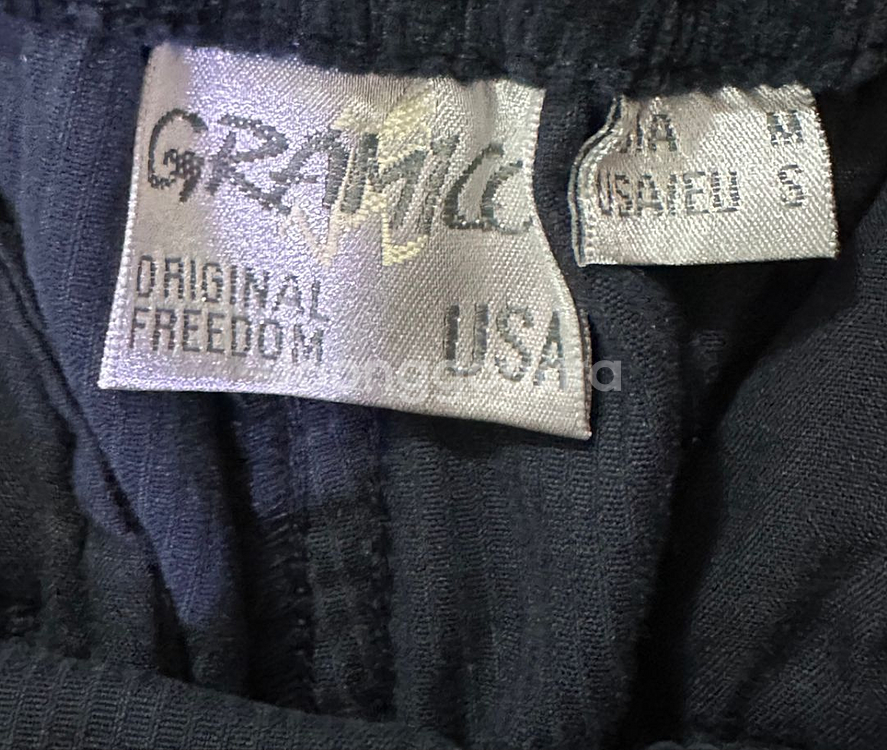 GRAMICC
ORIGINAL
FREEDOM
USA
M
USA/EU S